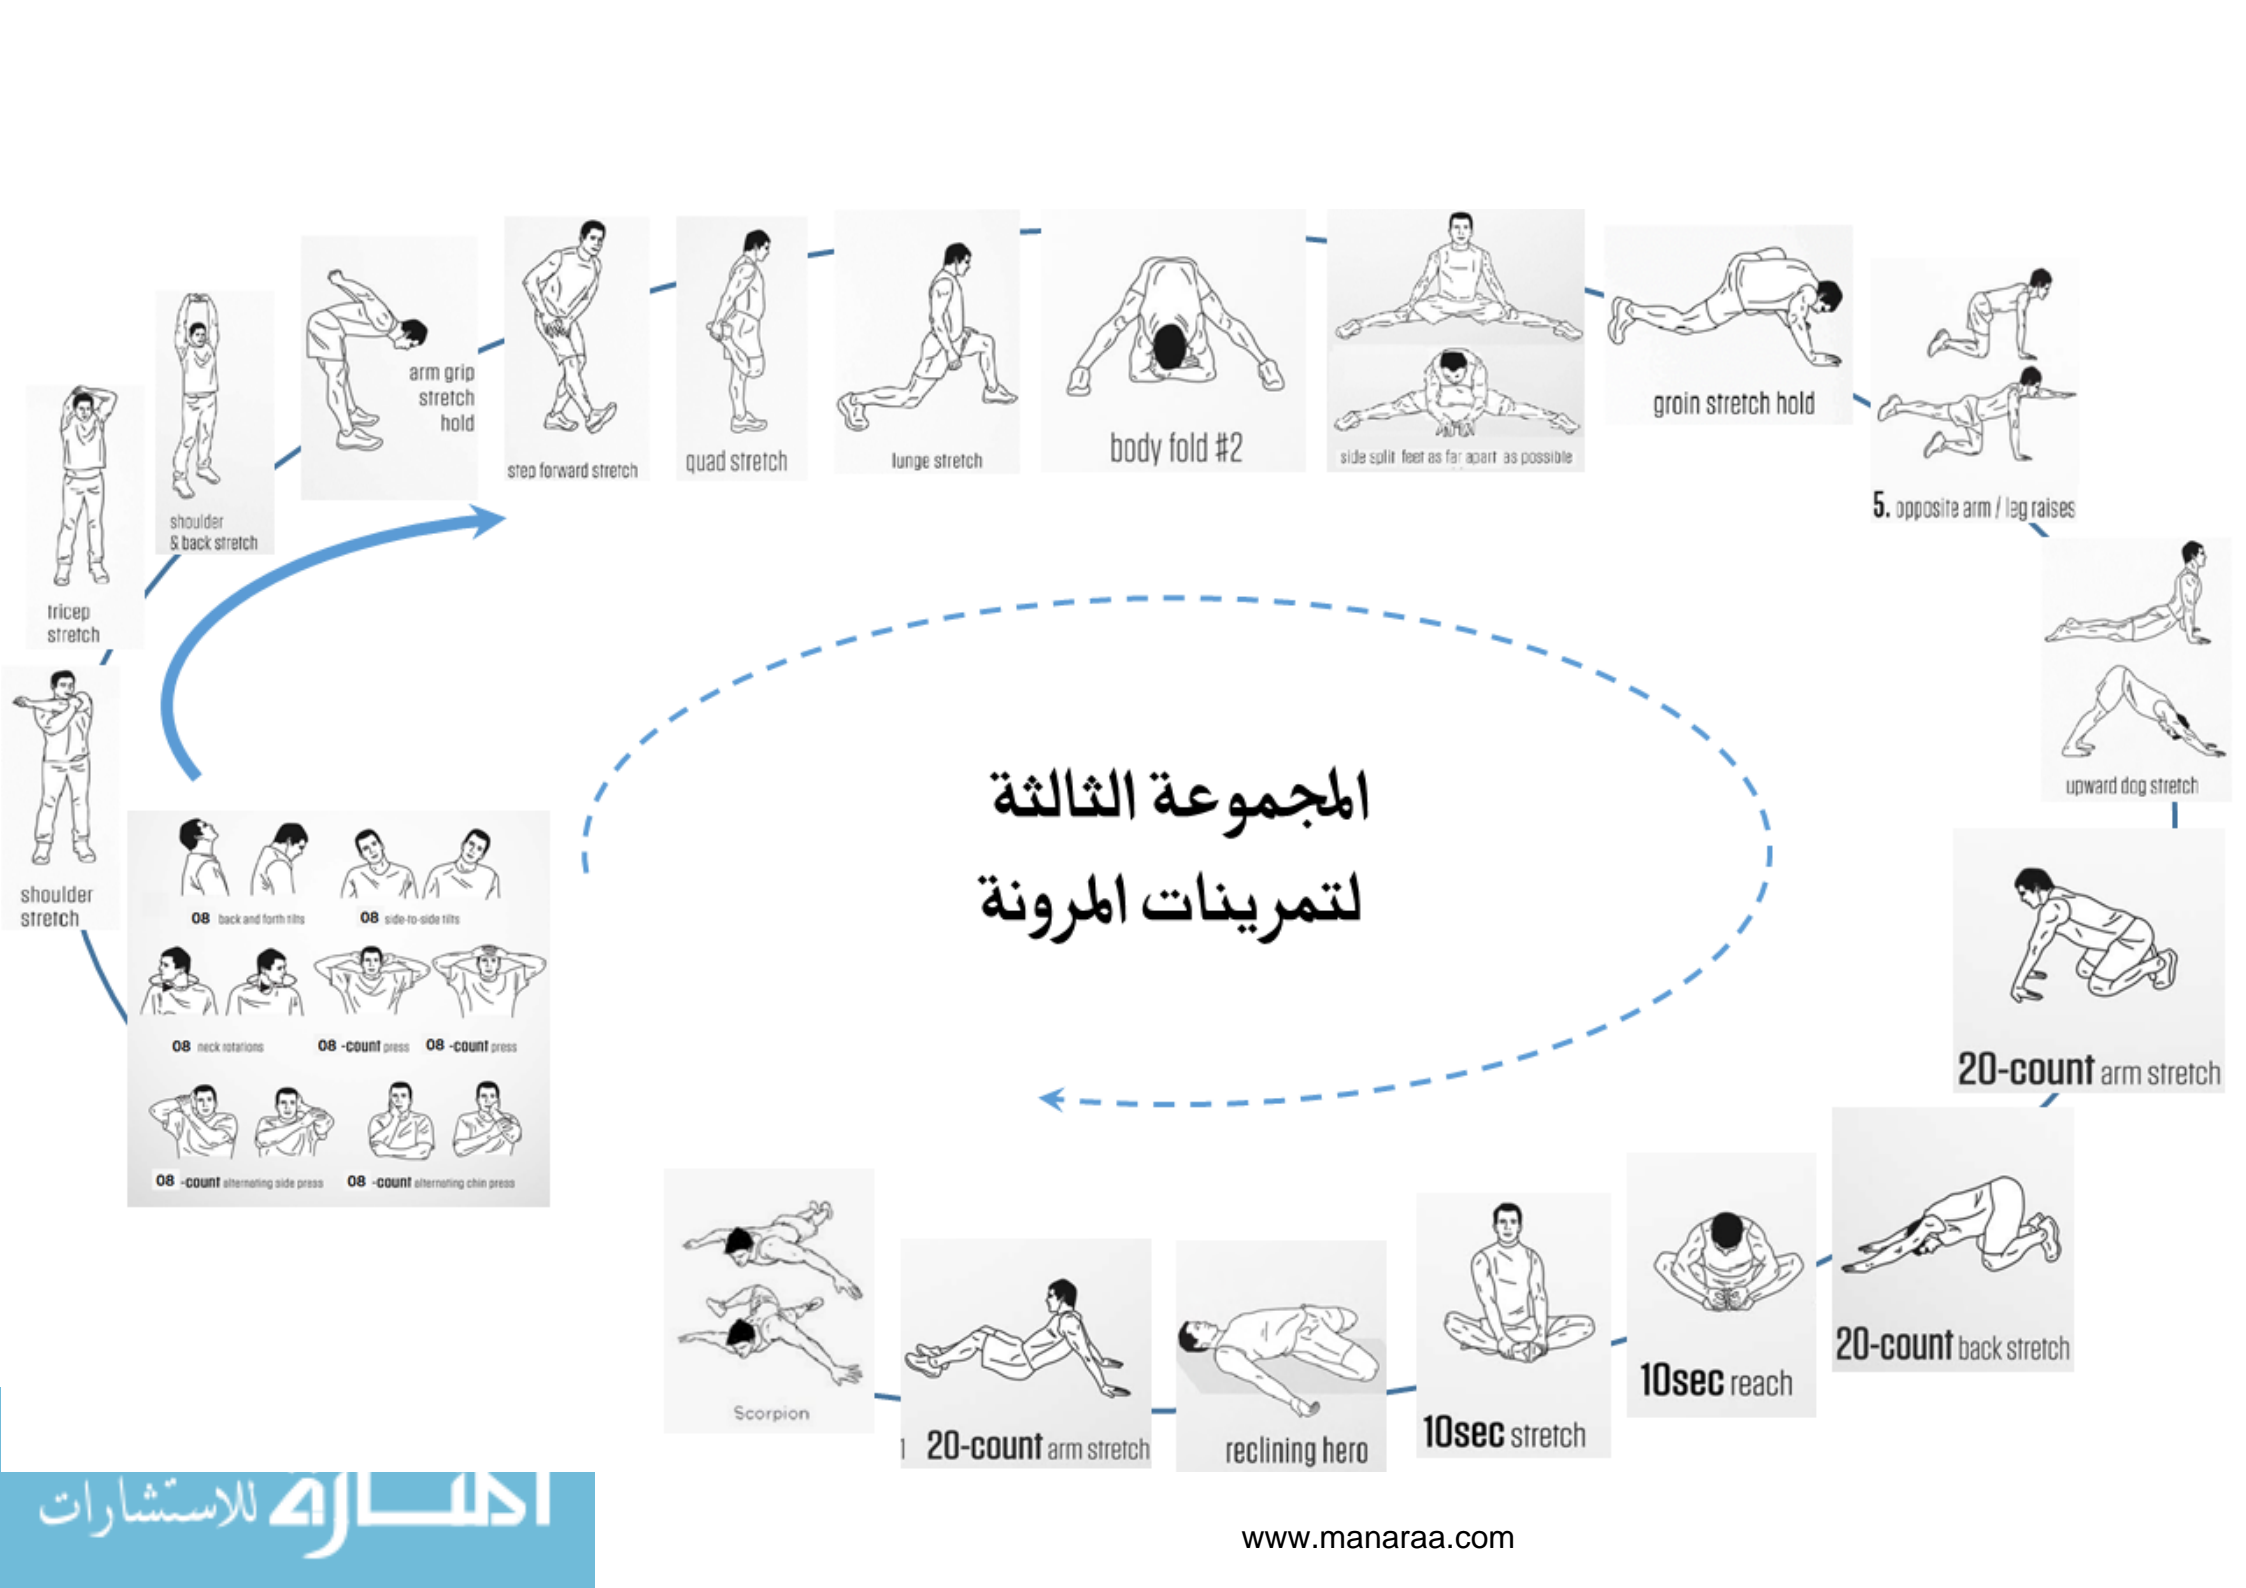 arm grip
stretch
hold
step forward stretch
quad stretch
lunge stretch
body fold #2
side split feet as far apart as possible
groin stretch hold
5. opposite arm / leg raises
shoulder
& back stretch
tricep
stretch
shoulder
stretch
upward dog stretch
المجموعة الثالثة
لتمرينات المرونة
08 back and forth tilts
08 side-to-side tilts
08 neck rotations
08 -count press
08 -count press
08 -count alternating side press
08 -count alternating chin press
20-count arm stretch
20-count back stretch
10sec reach
10sec stretch
reclining hero
1 20-count arm stretch
Scorpion
المنارة للاستشارات
www.manaraa.com